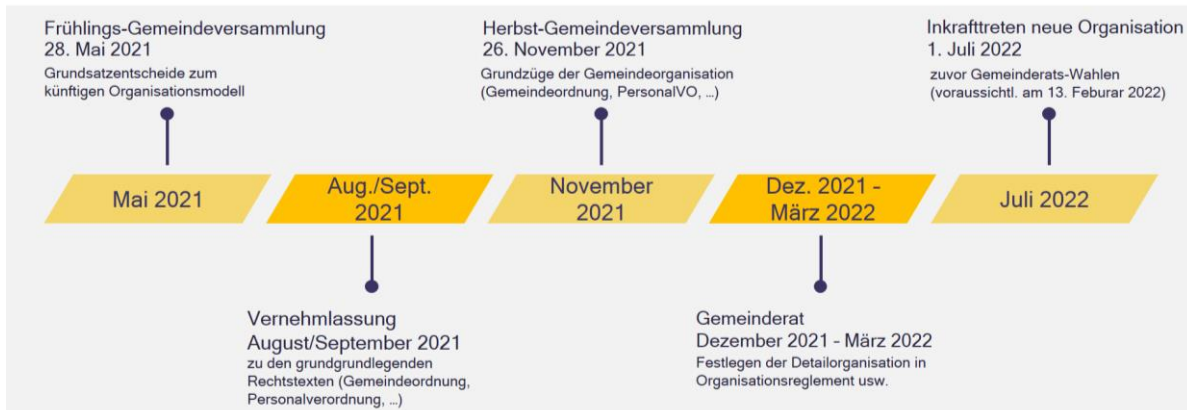 Frühlings-Gemeindeversammlung
28. Mai 2021
Grundsatzentscheide zum
künftigen Organisationsmodell
Herbst-Gemeindeversammlung
26. November 2021
Grundzüge der Gemeindeorganisation
(Gemeindeordnung, PersonalVO, ...)
Inkrafttreten neue Organisation
1. Juli 2022
zuvor Gemeinderats-Wahlen
(voraussichtl. am 13. Feburar 2022)
Mai 2021
Aug./Sept.
2021
November
2021
Dez. 2021 -
März 2022
Juli 2022
Vernehmlassung
August/September 2021
zu den grundgrundlegenden
Rechtstexten (Gemeindeordnung,
Personalverordnung, ...)
Gemeinderat
Dezember 2021 - März 2022
Festlegen der Detailorganisation in
Organisationsreglement usw.